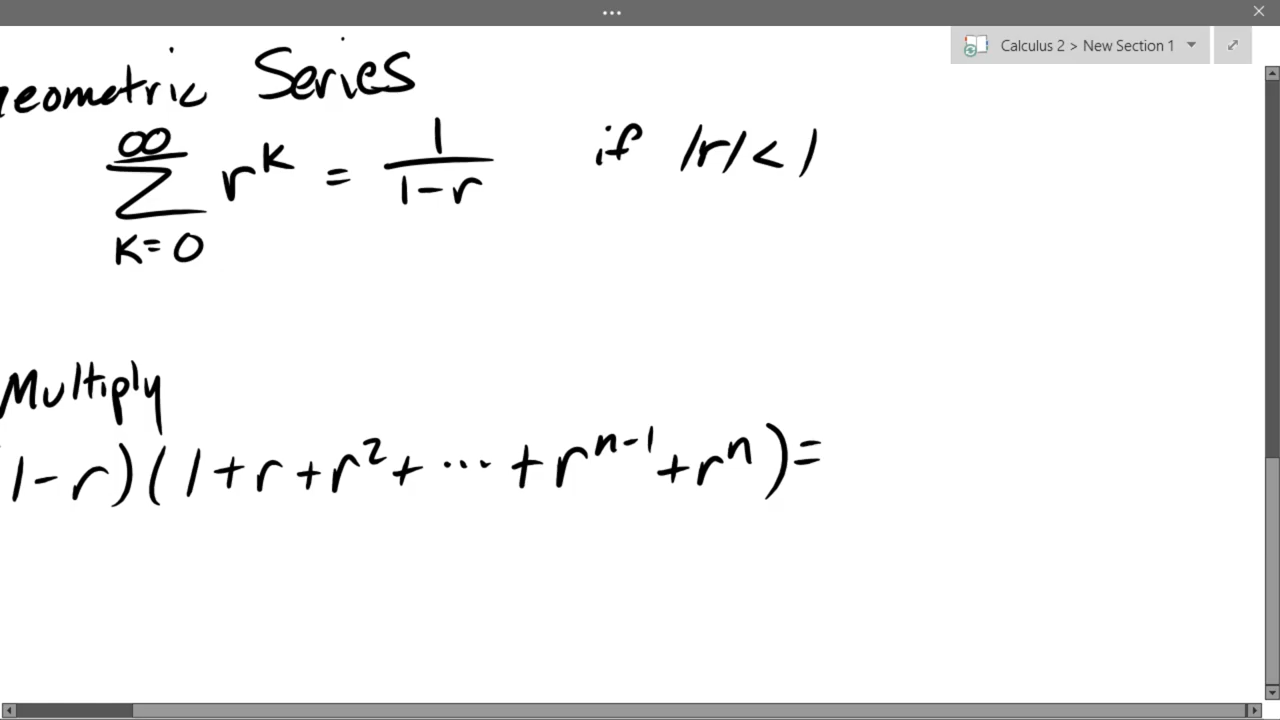 Calculus 2 > New Section 1
eometric Series
∞
∑ r^k = 1/(1-r) if |r| < 1
k=0
Multiply
1-r)(1+r+r^2+ ··· +r^(n-1)+r^n)=